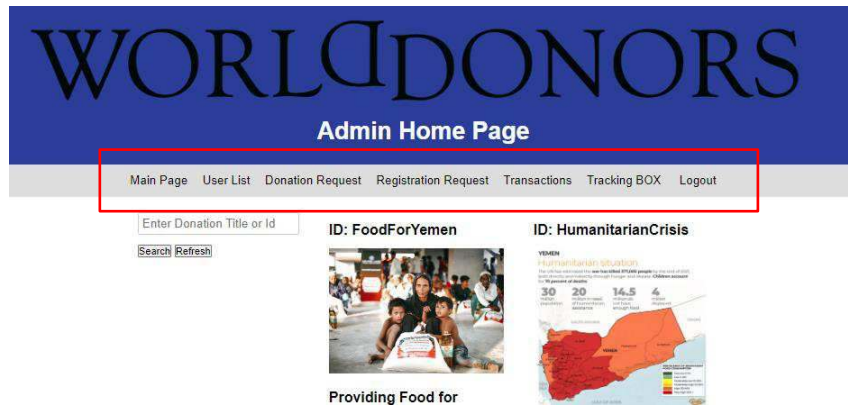 WORLDDONORS
Admin Home Page
Main Page User List Donation Request Registration Request Transactions Tracking BOX Logout
Enter Donation Title or Id
Search Refresh
ID: FoodForYemen
ID: HumanitarianCrisis
YEMEN
Humanitarian situation
30
20
14.5
4
YEMEN
Providing Food for